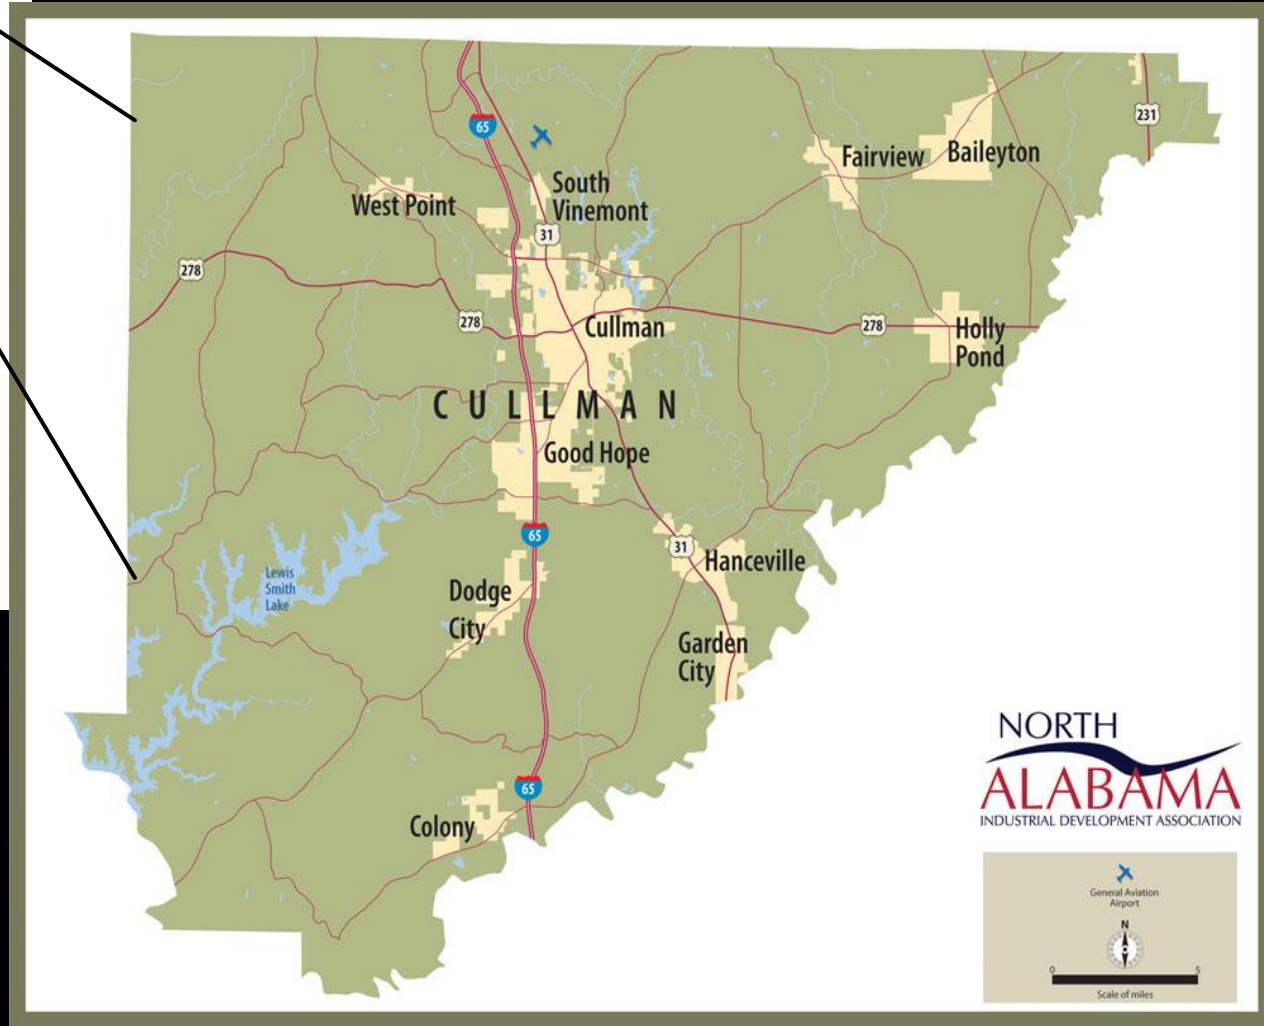 65
231
Fairview
Baileyton
South
Vinemont
West Point
31
278
278
Cullman
278
Holly
Pond
CULLMAN
Good Hope
65
31
Hanceville
Lewis
Smith
Lake
Dodge
City
Garden
City
65
Colony
NORTH
ALABAMA
INDUSTRIAL DEVELOPMENT ASSOCIATION
General Aviation
Airport
N
0 5
Scale of miles